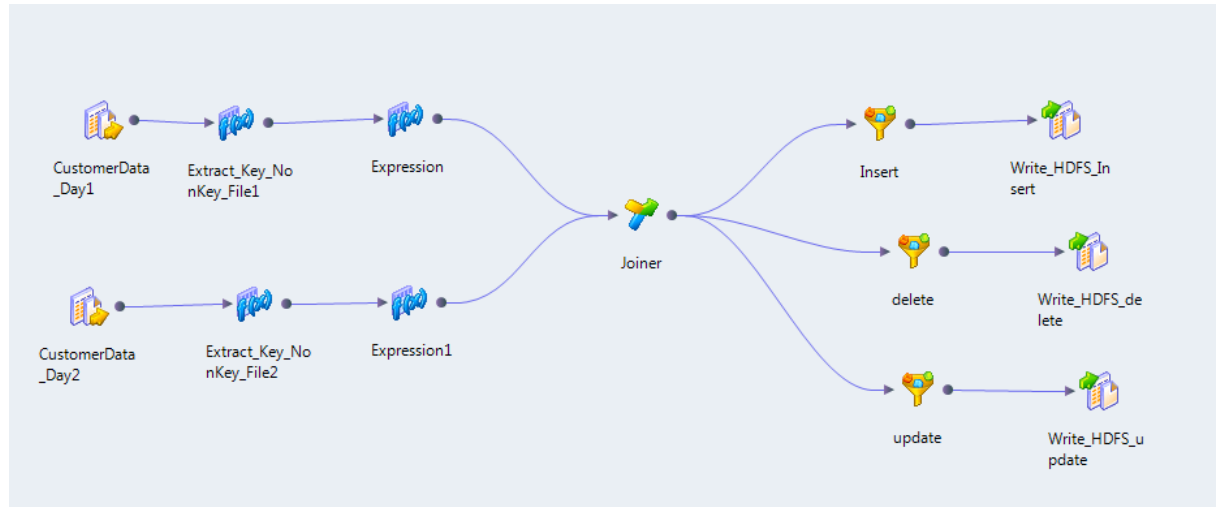 CustomerData
_Day1
Extract_Key_No
nKey_File1
Expression
Insert
Write_HDFS_In
sert
Joiner
delete
Write_HDFS_de
lete
CustomerData
_Day2
Extract_Key_No
nKey_File2
Expression1
update
Write_HDFS_u
pdate